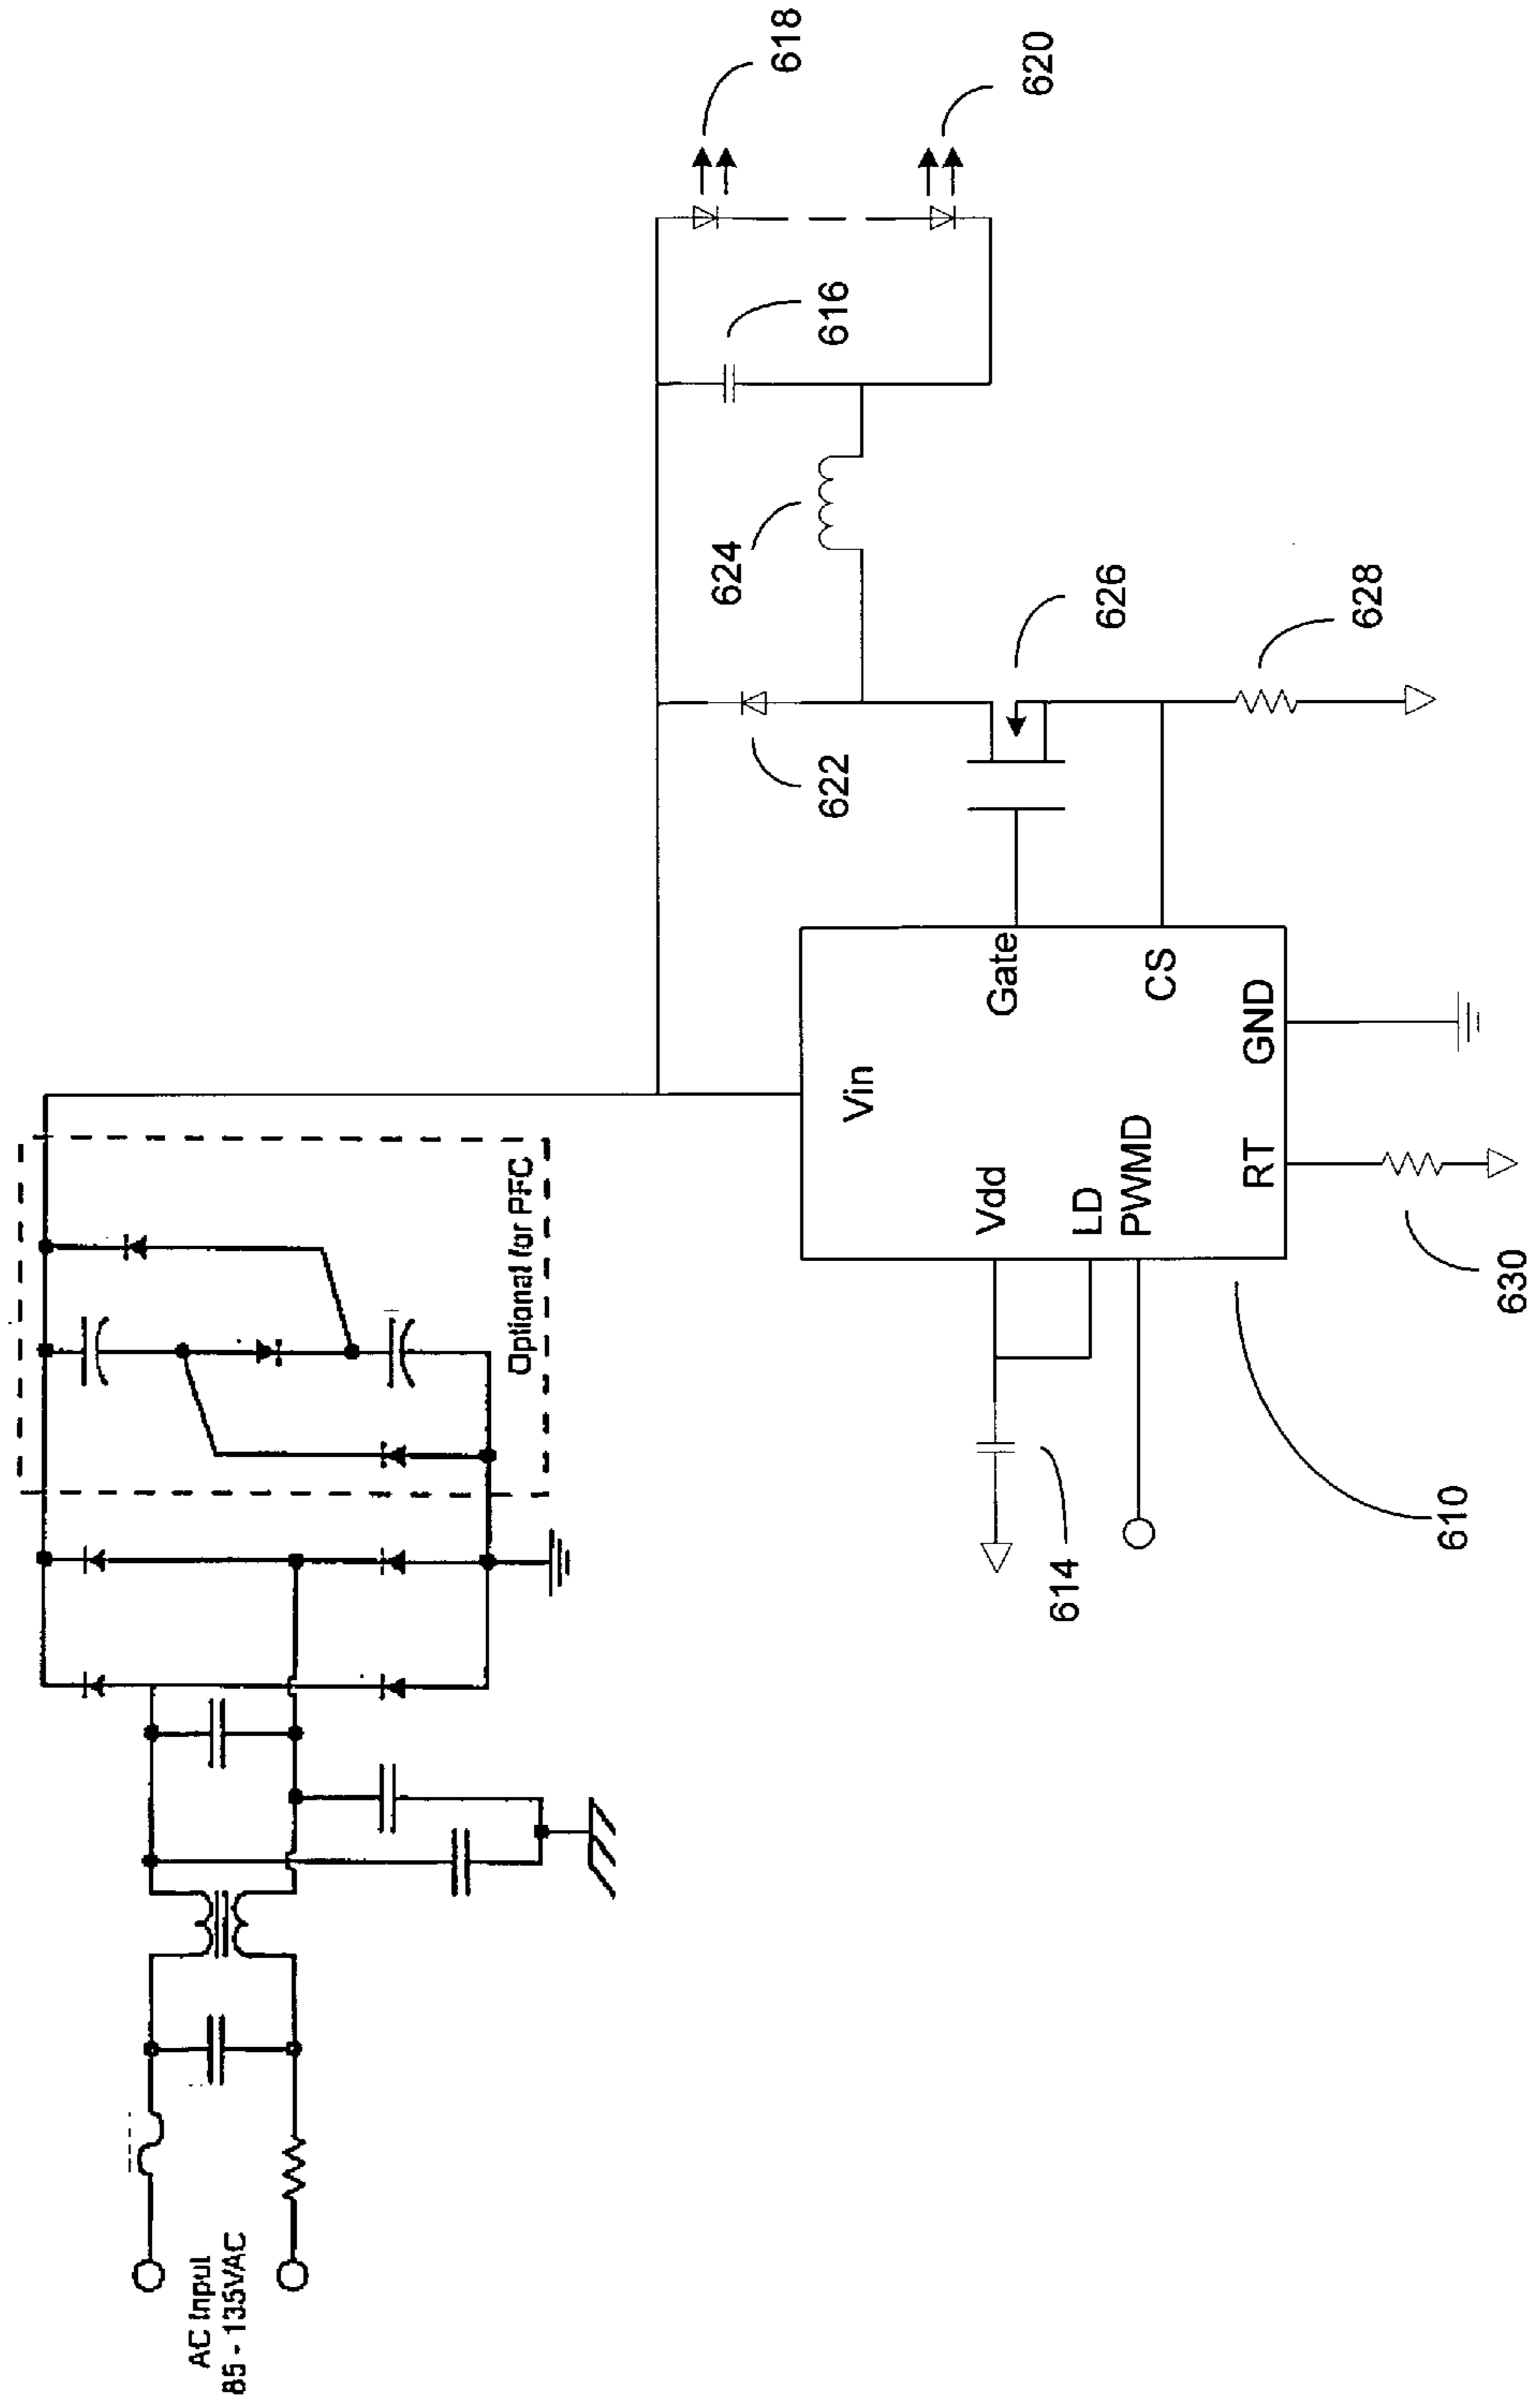 AC Input
85 - 135VAC
Optional for PFC
Vin
Vdd
LD
PWMD
RT
GND
Gate
CS
610
614
616
618
620
622
624
626
628
630